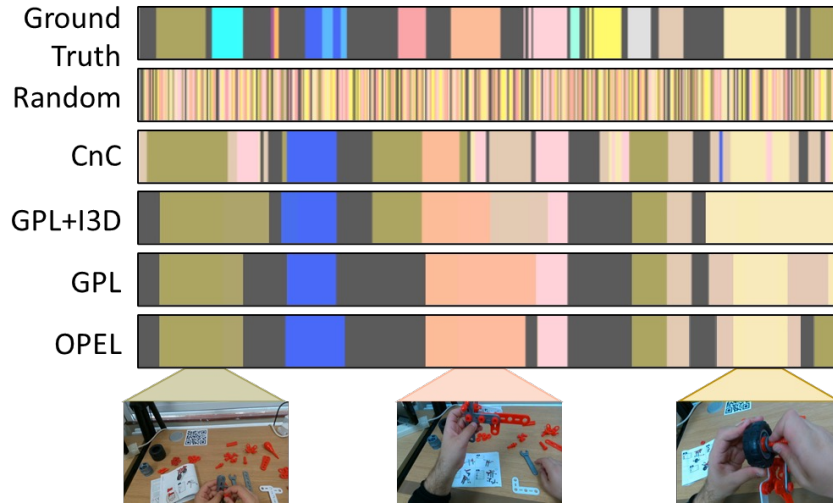 Ground
Truth
Random
CnC
GPL+I3D
GPL
OPEL